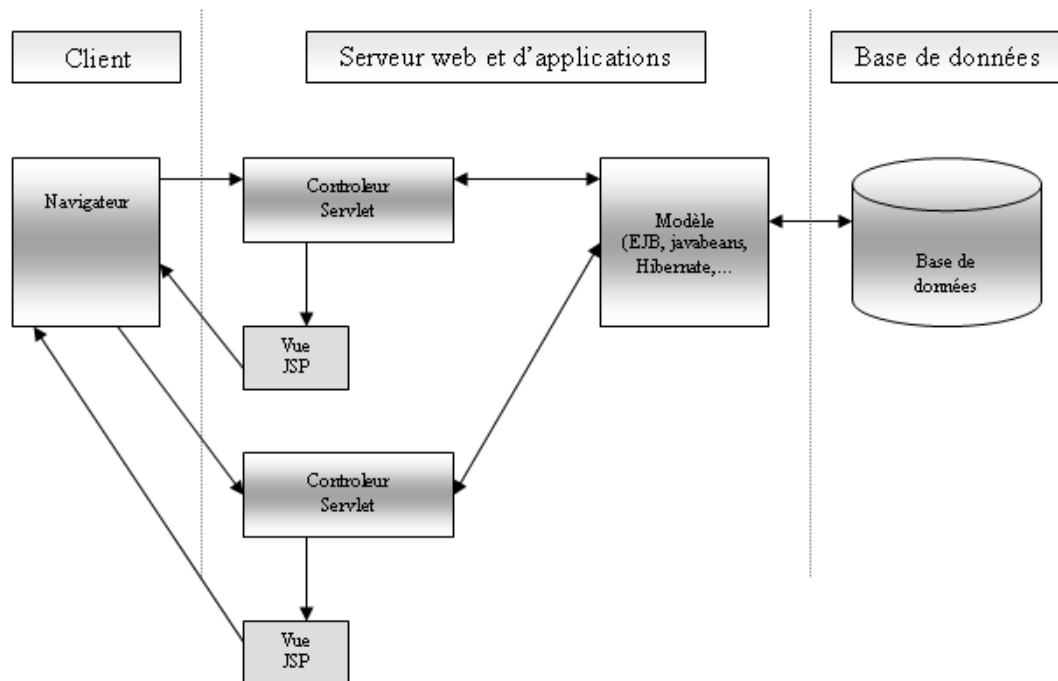 Client
Serveur web et d'applications
Base de données
Navigateur
Controleur
Servlet
Modèle
(EJB, javabeans,
Hibernate,...
Base de
données
Vue
JSP
Controleur
Servlet
Vue
JSP